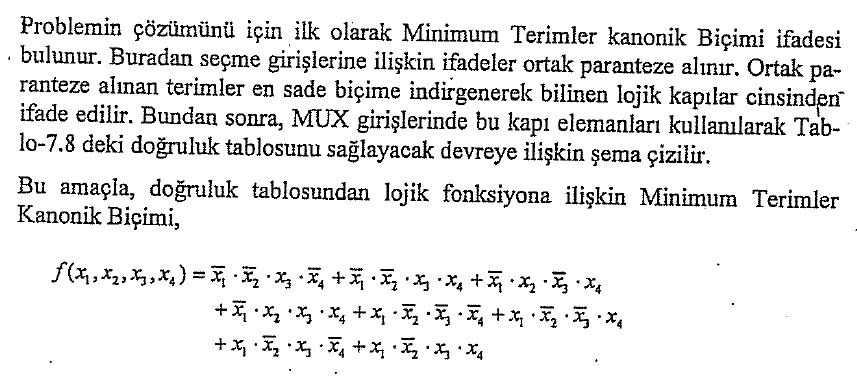 Problemin çözümünü için ilk olarak Minimum Terimler kanonik Biçimi ifadesi
bulunur. Buradan seçme girişlerine ilişkin ifadeler ortak paranteze alınır. Ortak pa-
ranteze alınan terimler en sade biçime indirgenerek bilinen lojik kapılar cinsinden
ifade edilir. Bundan sonra, MUX girişlerinde bu kapı elemanları kullanılarak Tab-
lo-7.8 deki doğruluk tablosunu sağlayacak devreye ilişkin şema çizilir.
Bu amaçla, doğruluk tablosundan lojik fonksiyona ilişkin Minimum Terimler
Kanonik Biçimi,
f(x₁,x₂,x₃,x₄) = x̅₁ · x̅₂ · x₃ · x̅₄ + x̅₁ · x̅₂ · x₃ · x₄ + x̅₁ · x₂ · x̅₃ · x₄
+ x̅₁ · x₂ · x₃ · x₄ + x₁ · x̅₂ · x̅₃ · x̅₄ + x₁ · x̅₂ · x̅₃ · x₄
+ x₁ · x̅₂ · x₃ · x̅₄ + x₁ · x̅₂ · x₃ · x₄